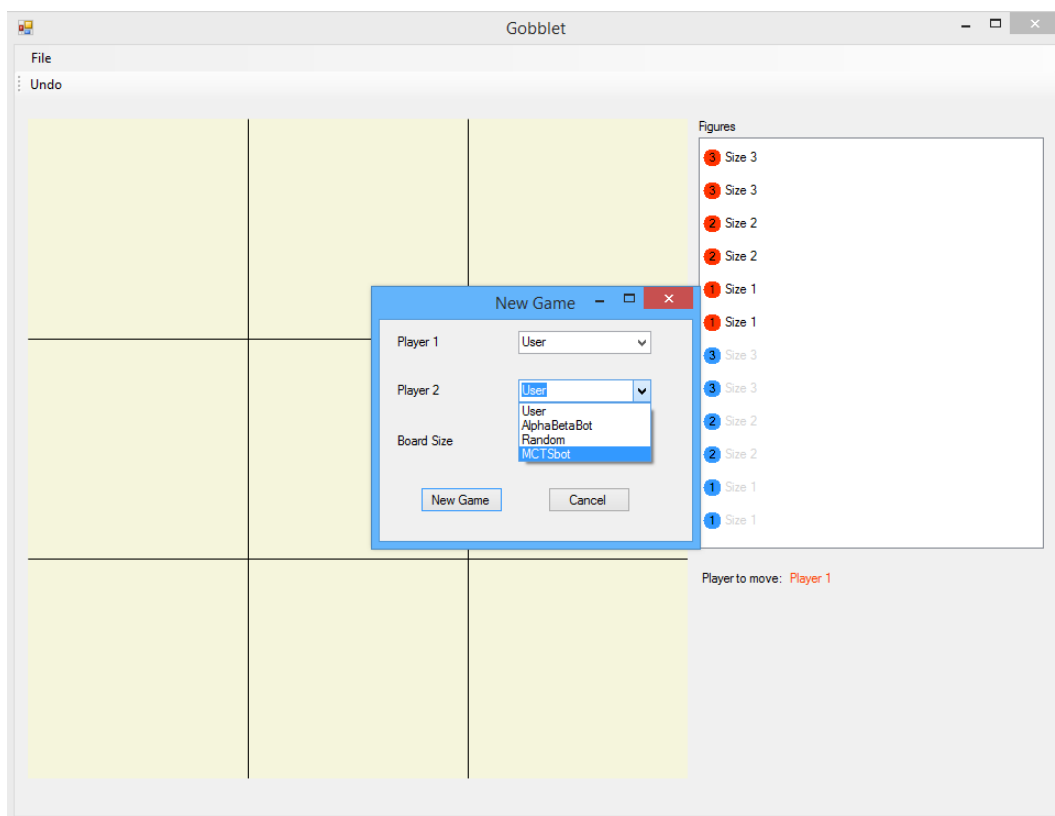 Gobblet
File
Undo
Figures
3 Size 3
3 Size 3
2 Size 2
2 Size 2
1 Size 1
1 Size 1
3 Size 3
3 Size 3
2 Size 2
2 Size 2
1 Size 1
1 Size 1
Player to move: Player 1
New Game
Player 1 User
Player 2 User
User
AlphaBetaBot
Random
MCTSbot
Board Size
New Game Cancel